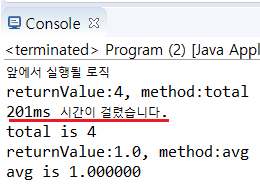 Console
<terminated> Program (2) [Java Appl
앞에서 실행될 로직
returnValue:4, method:total
201ms 시간이 걸렸습니다.
total is 4
returnValue:1.0, method:avg
avg is 1.000000